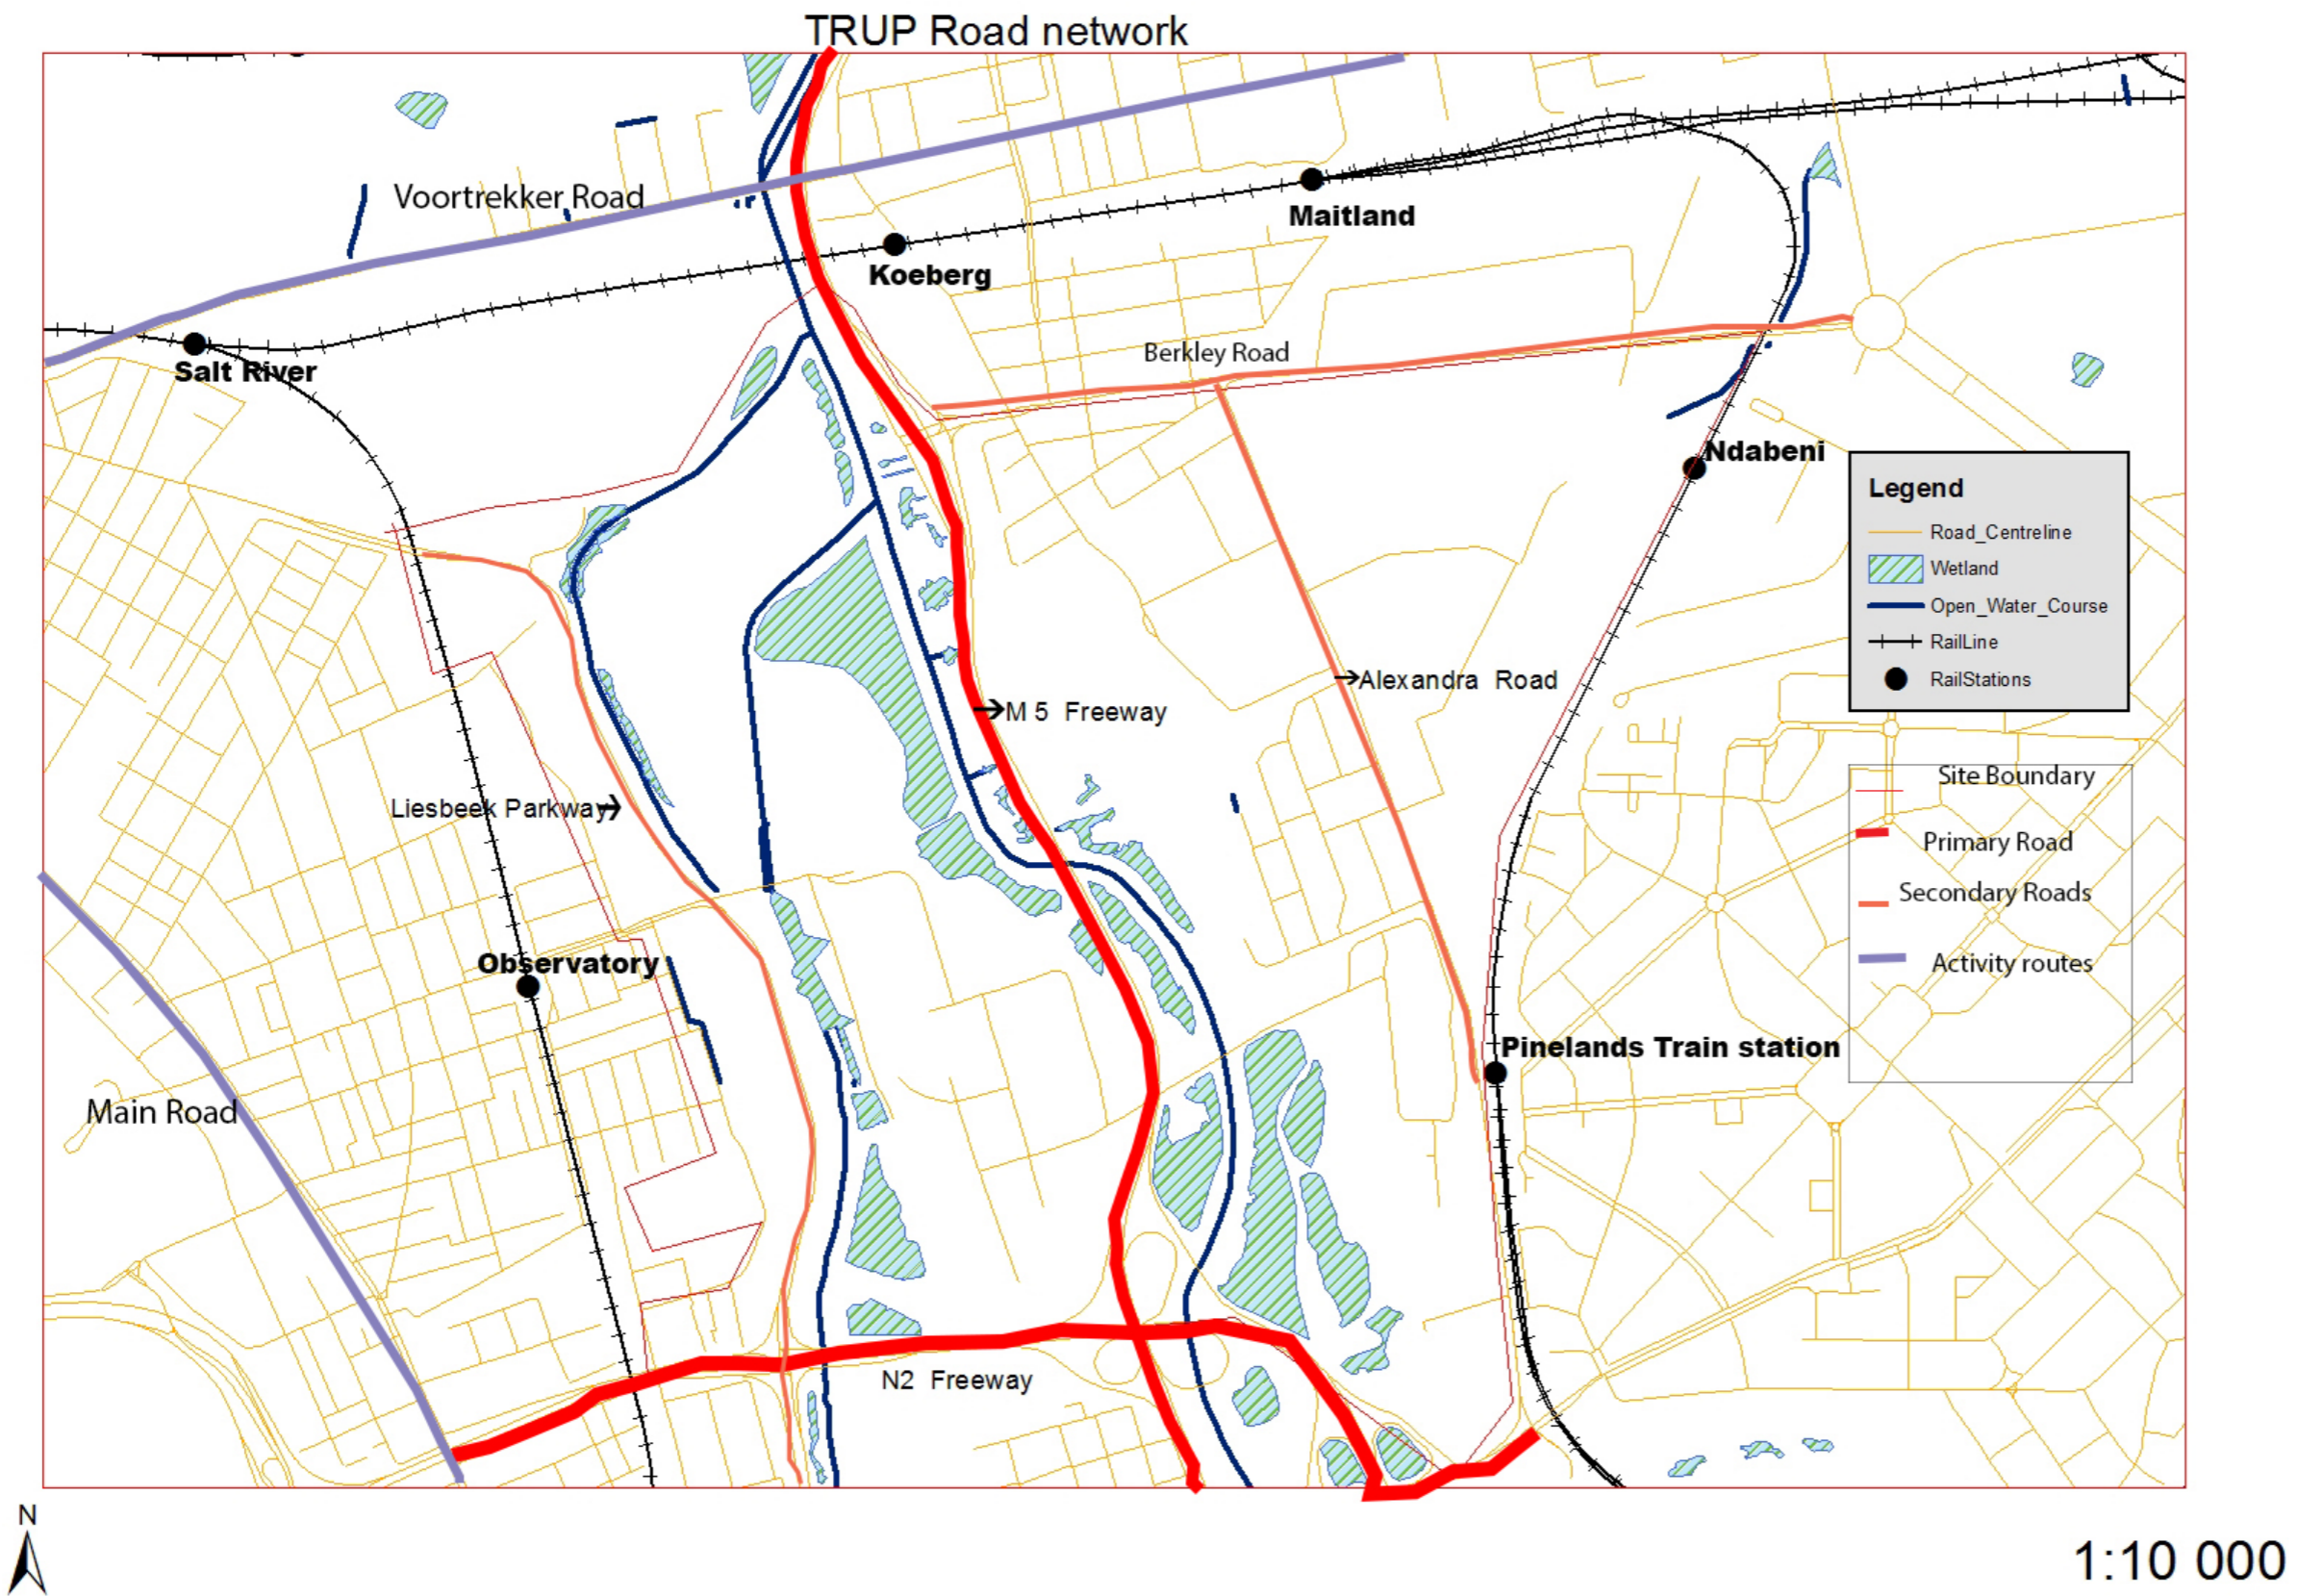 TRUP Road network
Voortrekker Road
Maitland
Koeberg
Salt River
Berkley Road
Ndabeni
Legend
Road_Centreline
Wetland
Open_Water_Course
RailLine
RailStations
Alexandra Road
M 5 Freeway
Liesbeek Parkway
Site Boundary
Primary Road
Secondary Roads
Activity routes
Observatory
Pinelands Train station
Main Road
N2 Freeway
N
1:10 000